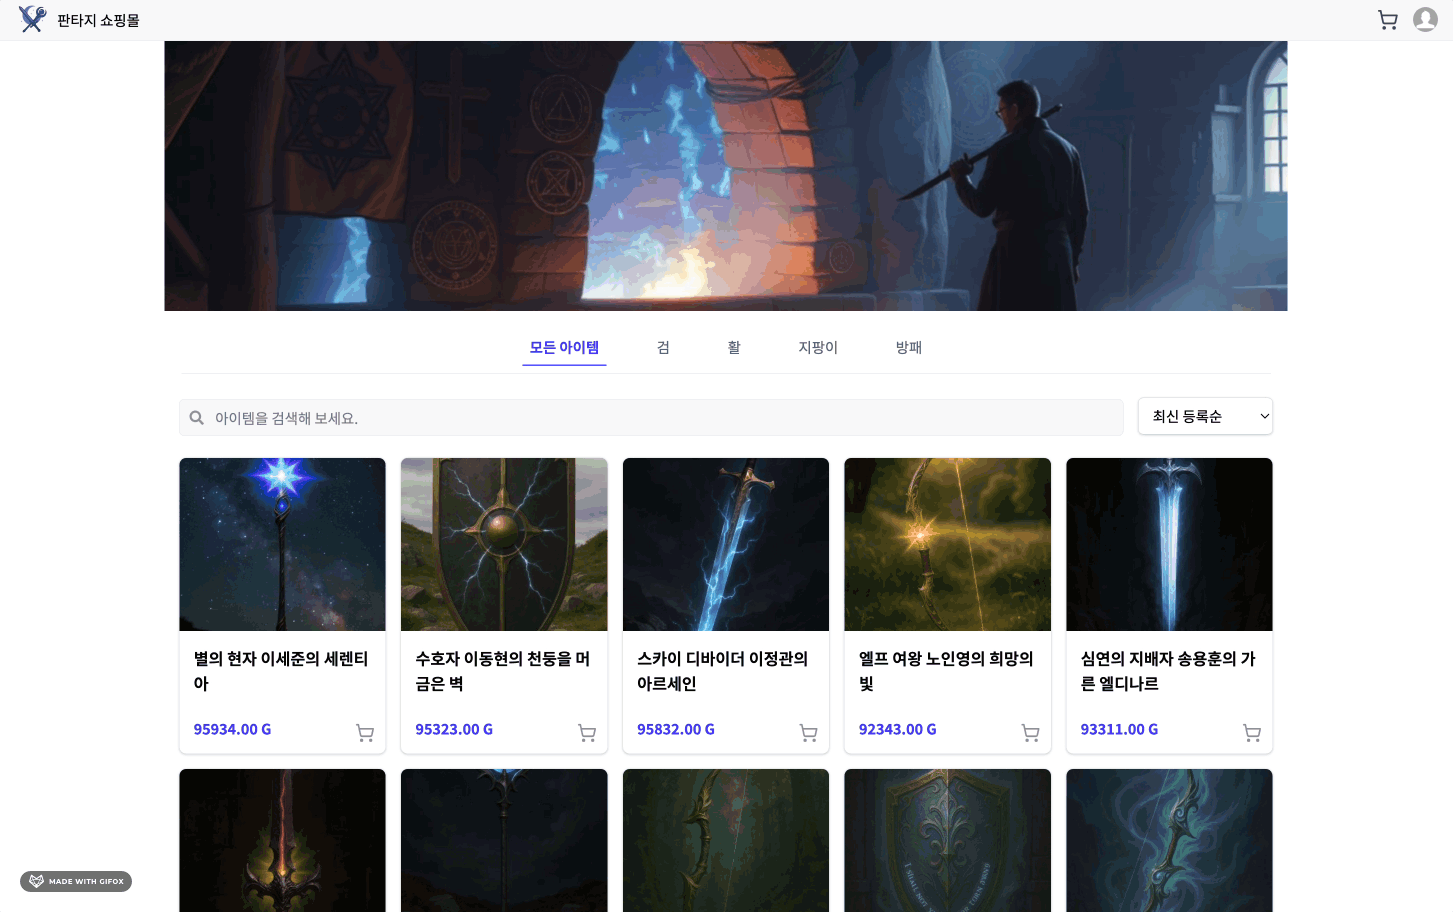 판타지 쇼핑몰
모든 아이템
검
활
지팡이
방패
아이템을 검색해 보세요.
최신 등록순
별의 현자 이세준의 세렌티
아
95934.00 G
수호자 이동현의 천둥을 머
금은 벽
95323.00 G
스카이 디바이더 이정관의
아르세인
95832.00 G
엘프 여왕 노인영의 희망의
빛
92343.00 G
심연의 지배자 송용훈의 가
른 엘디나르
93311.00 G
I SHALL NOT
TURN AWAY
MADE WITH GIFOX